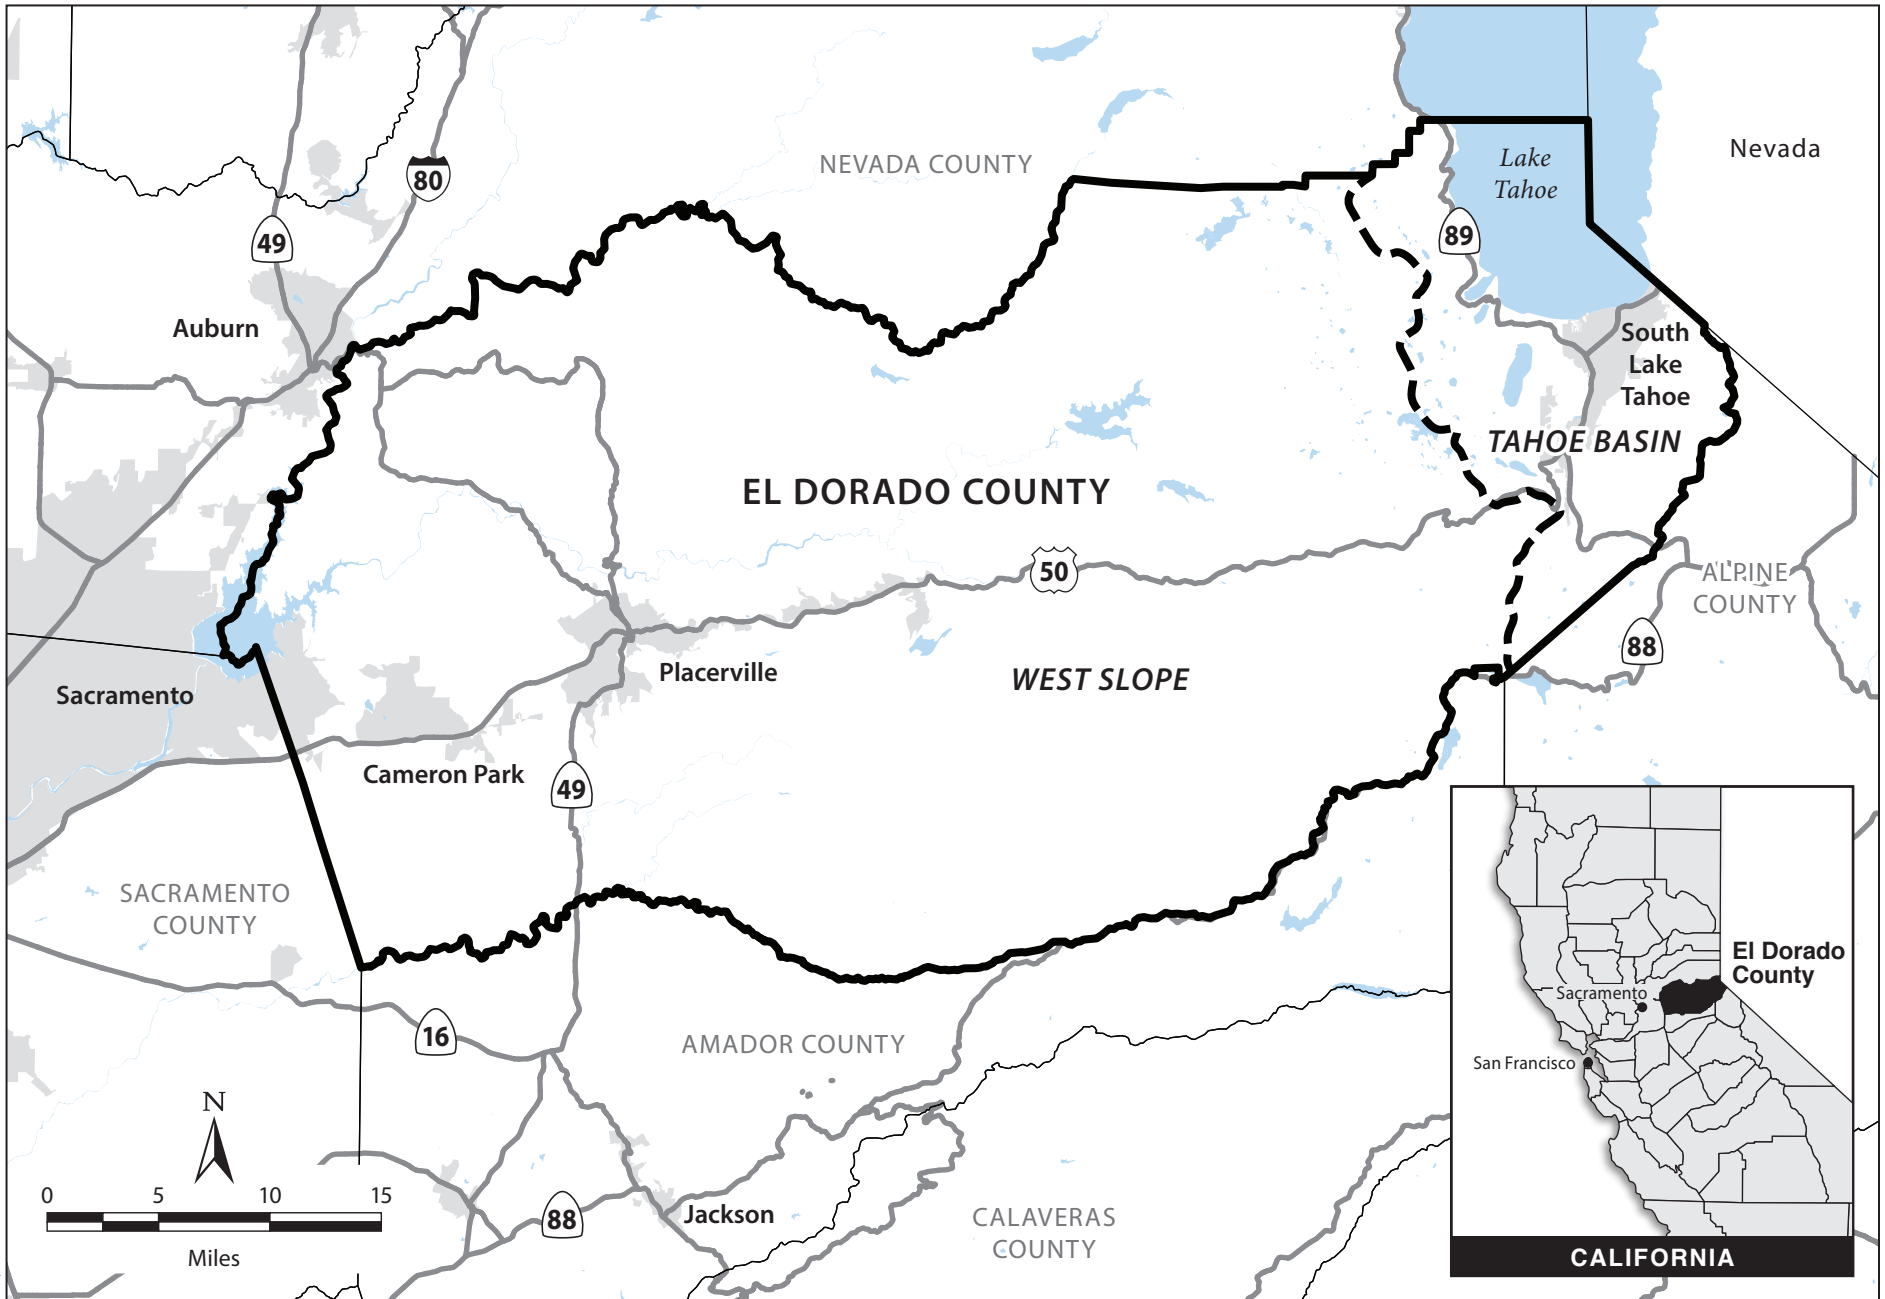 NEVADA COUNTY
Lake
Tahoe
Nevada
80
49
89
Auburn
South
Lake
Tahoe
TAHOE BASIN
EL DORADO COUNTY
50
ALPINE
COUNTY
88
Placerville
WEST SLOPE
Sacramento
Cameron Park
49
SACRAMENTO
COUNTY
16
AMADOR COUNTY
88
Jackson
CALAVERAS
COUNTY
N
0 5 10 15
Miles
El Dorado
County
Sacramento
San Francisco
CALIFORNIA